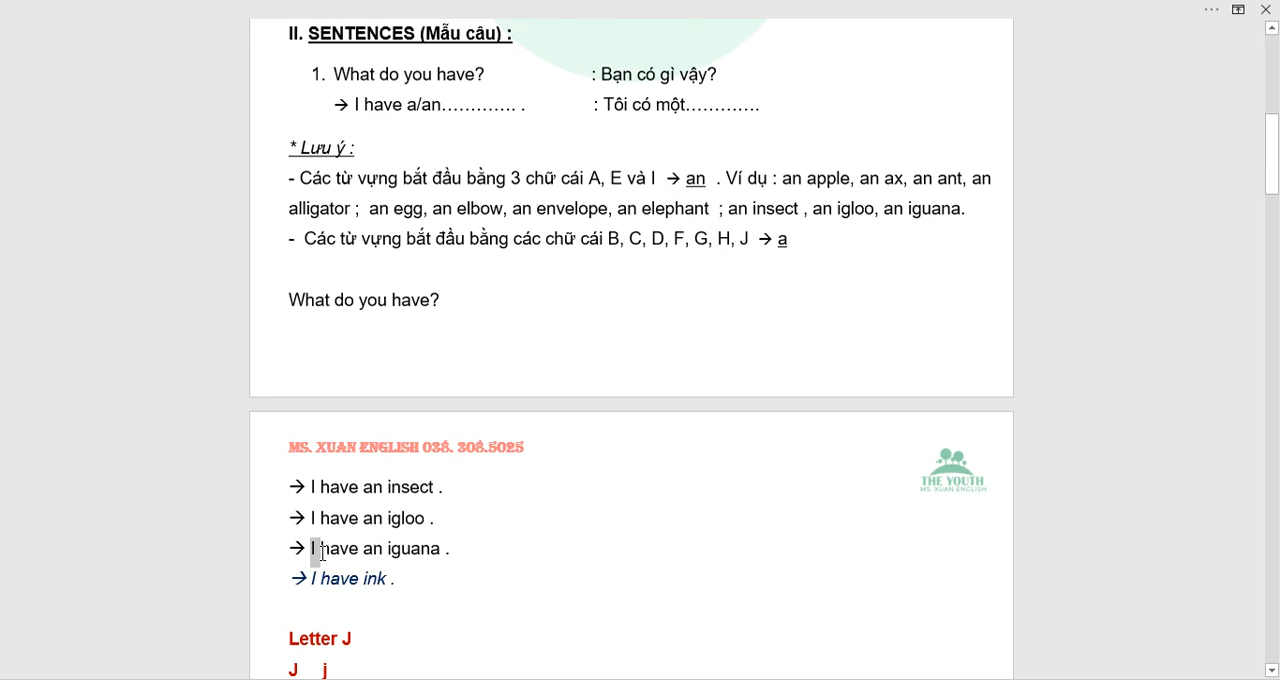 II. SENTENCES (Mẫu câu) :
1. What do you have? : Bạn có gì vậy?
→ I have a/an…………. . : Tôi có một………….
* Lưu ý :
- Các từ vựng bắt đầu bằng 3 chữ cái A, E và I → an . Ví dụ : an apple, an ax, an ant, an
alligator ; an egg, an elbow, an envelope, an elephant ; an insect , an igloo, an iguana.
- Các từ vựng bắt đầu bằng các chữ cái B, C, D, F, G, H, J → a
What do you have?
MS. XUAN ENGLISH 038. 308.5025
THE YOUTH
MS. XUAN ENGLISH
→ I have an insect .
→ I have an igloo .
→ I have an iguana .
→ I have ink .
Letter J
J j